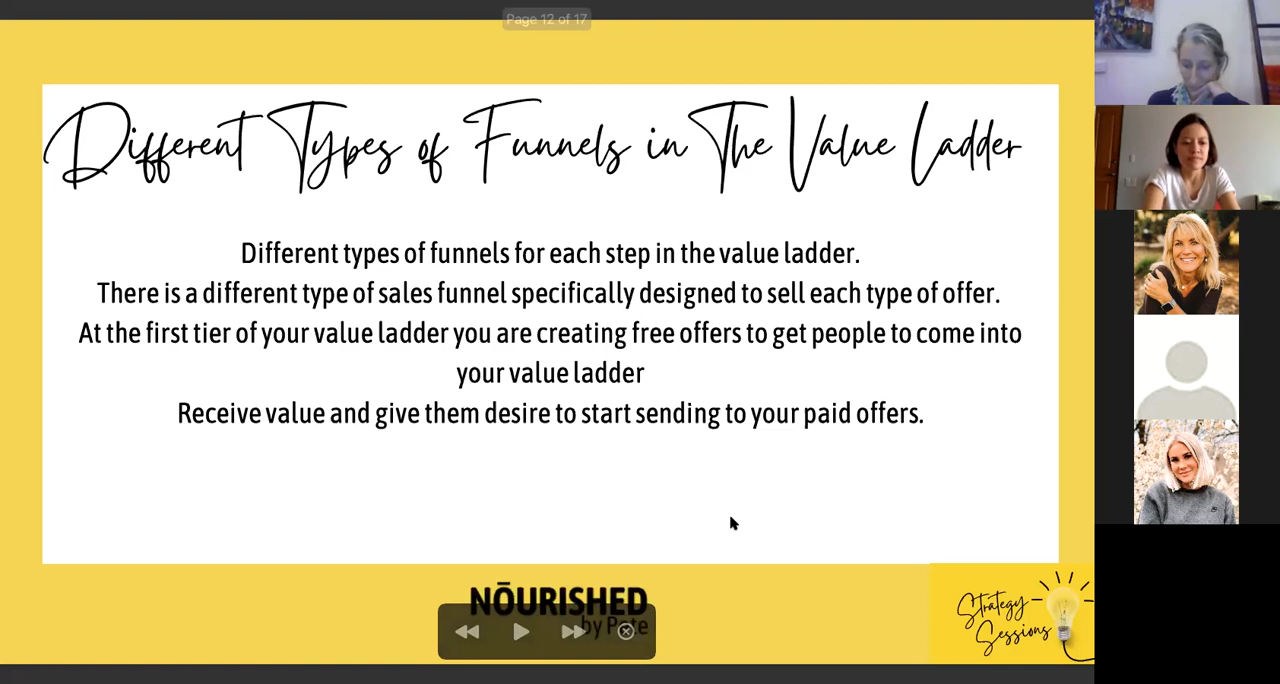 Page 12 of 17
Different Types of Funnels in The Value Ladder
Different types of funnels for each step in the value ladder.
There is a different type of sales funnel specifically designed to sell each type of offer.
At the first tier of your value ladder you are creating free offers to get people to come into
your value ladder
Receive value and give them desire to start sending to your paid offers.
NŌURISHED
by Pete
Strategy
Sessions